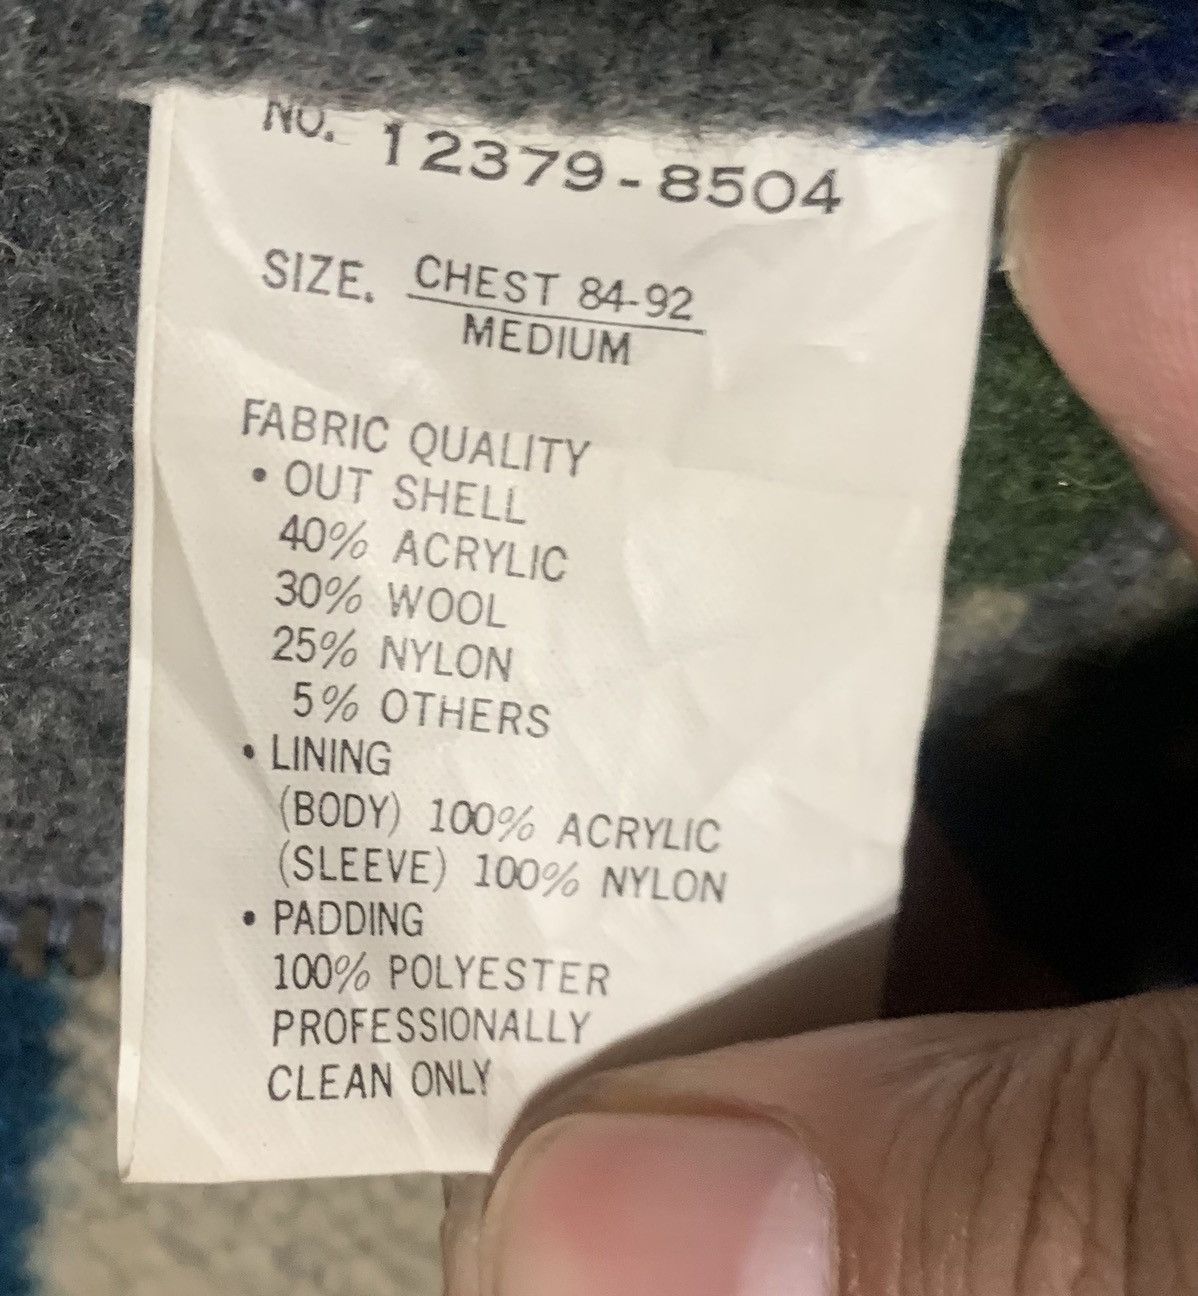 NO. 12379-8504
SIZE. CHEST 84-92
MEDIUM
FABRIC QUALITY
• OUT SHELL
40% ACRYLIC
30% WOOL
25% NYLON
5% OTHERS
• LINING
(BODY) 100% ACRYLIC
(SLEEVE) 100% NYLON
• PADDING
100% POLYESTER
PROFESSIONALLY
CLEAN ONLY